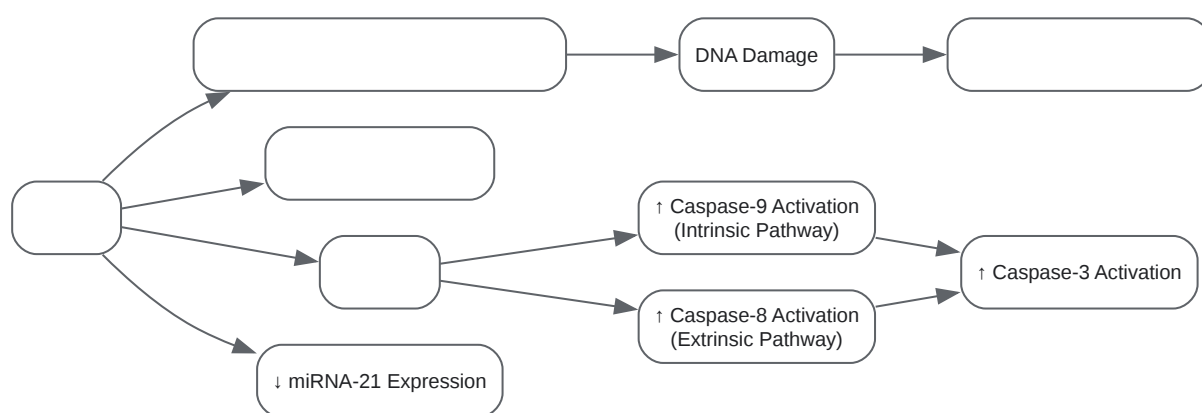 DNA Damage
↑ Caspase-9 Activation
(Intrinsic Pathway)
↑ Caspase-3 Activation
↑ Caspase-8 Activation
(Extrinsic Pathway)
↓ miRNA-21 Expression